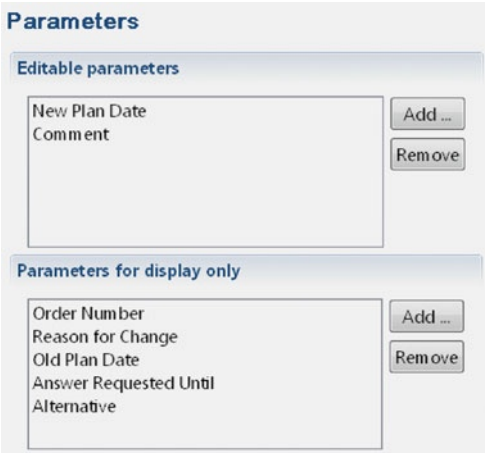 Parameters
Editable parameters
New Plan Date
Comment
Add ...
Remove
Parameters for display only
Order Number
Reason for Change
Old Plan Date
Answer Requested Until
Alternative
Add ...
Remove